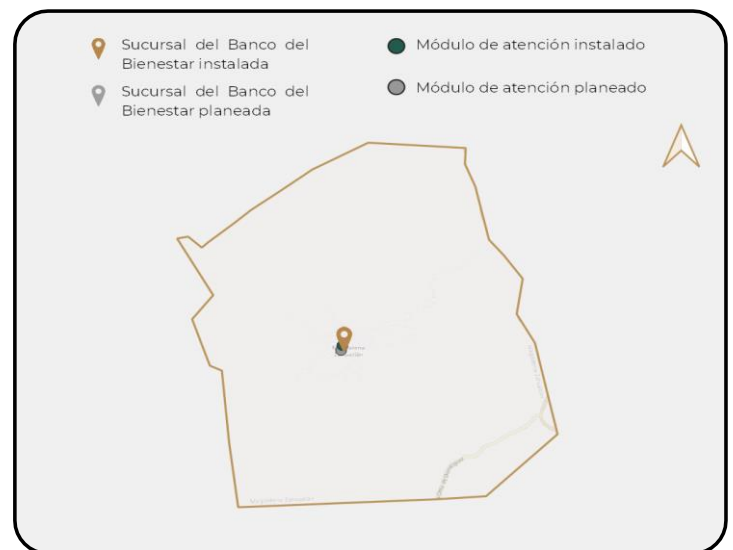 Sucursal del Banco del
Bienestar instalada
Módulo de atención instalado
Sucursal del Banco del
Bienestar planeada
Módulo de atención planeado